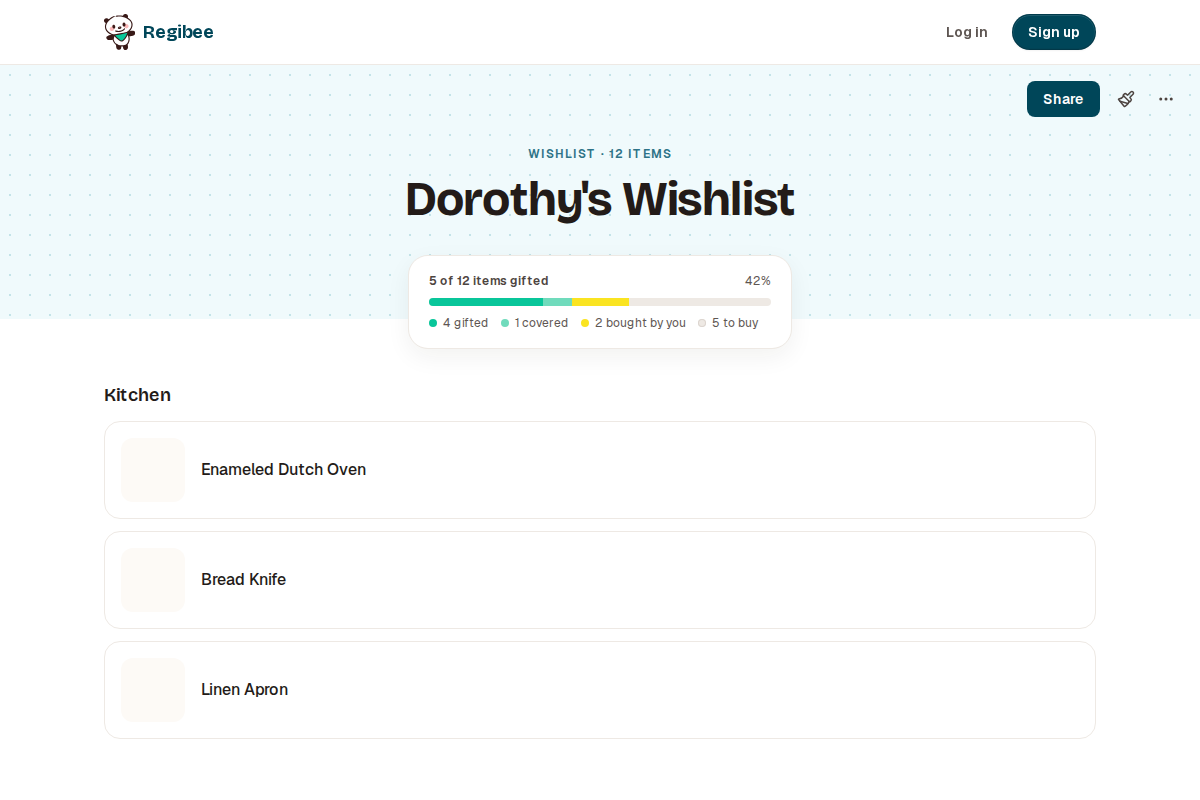 Regibee
Log in
Sign up
Share
WISHLIST · 12 ITEMS
Dorothy's Wishlist
5 of 12 items gifted
42%
4 gifted
1 covered
2 bought by you
5 to buy
Kitchen
Enameled Dutch Oven
Bread Knife
Linen Apron